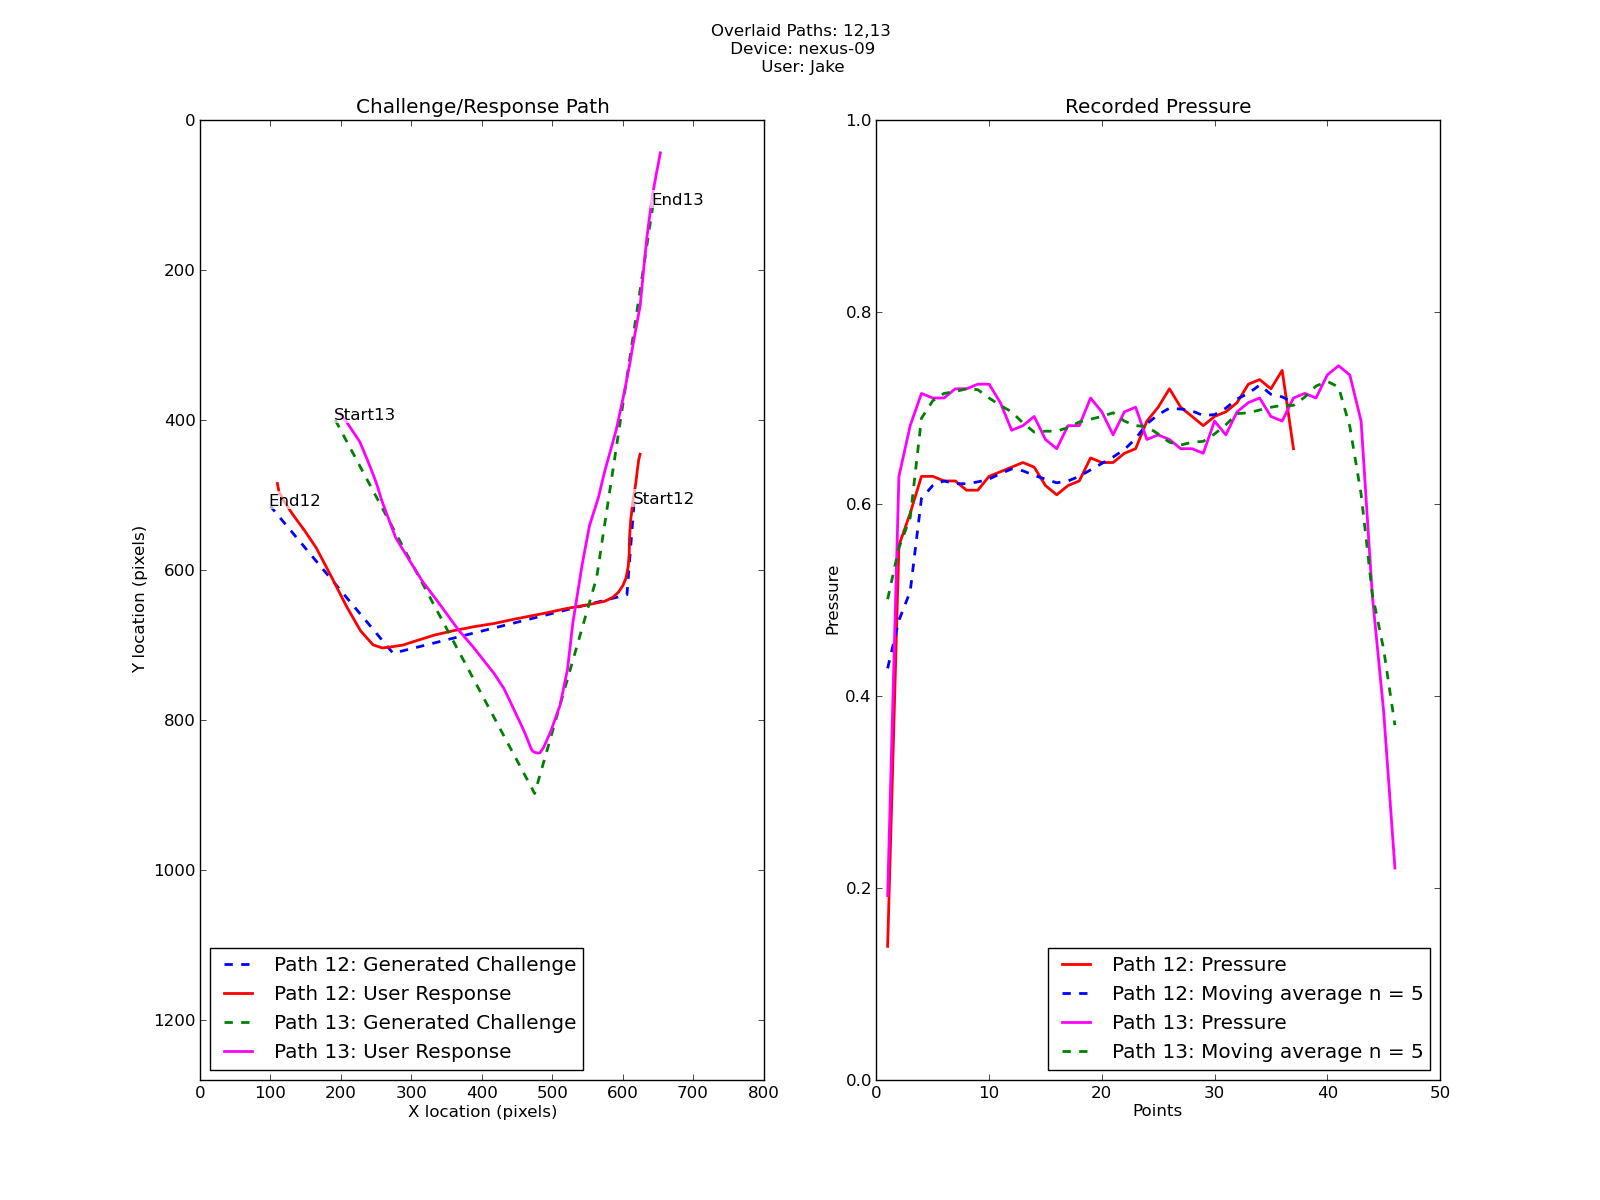 Overlaid Paths: 12,13
Device: nexus-09
User: Jake
Challenge/Response Path
0
200
400
600
800
1000
1200
Y location (pixels)
End13
Start13
End12
Start12
Path 12: Generated Challenge
Path 12: User Response
Path 13: Generated Challenge
Path 13: User Response
0 100 200 300 400 500 600 700 800
X location (pixels)
Recorded Pressure
1.0
0.8
0.6
0.4
0.2
0.0
Pressure
Path 12: Pressure
Path 12: Moving average n = 5
Path 13: Pressure
Path 13: Moving average n = 5
0 10 20 30 40 50
Points